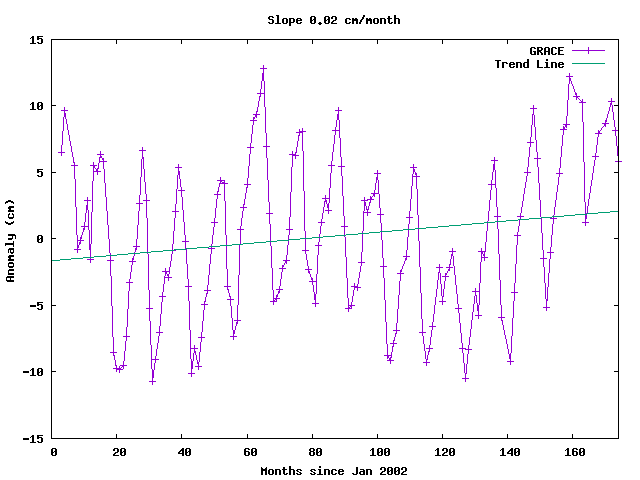 Slope 0.02 cm/month
GRACE
Trend Line
15
10
5
0
-5
-10
-15
Anomaly (cm)
0 20 40 60 80 100 120 140 160
Months since Jan 2002